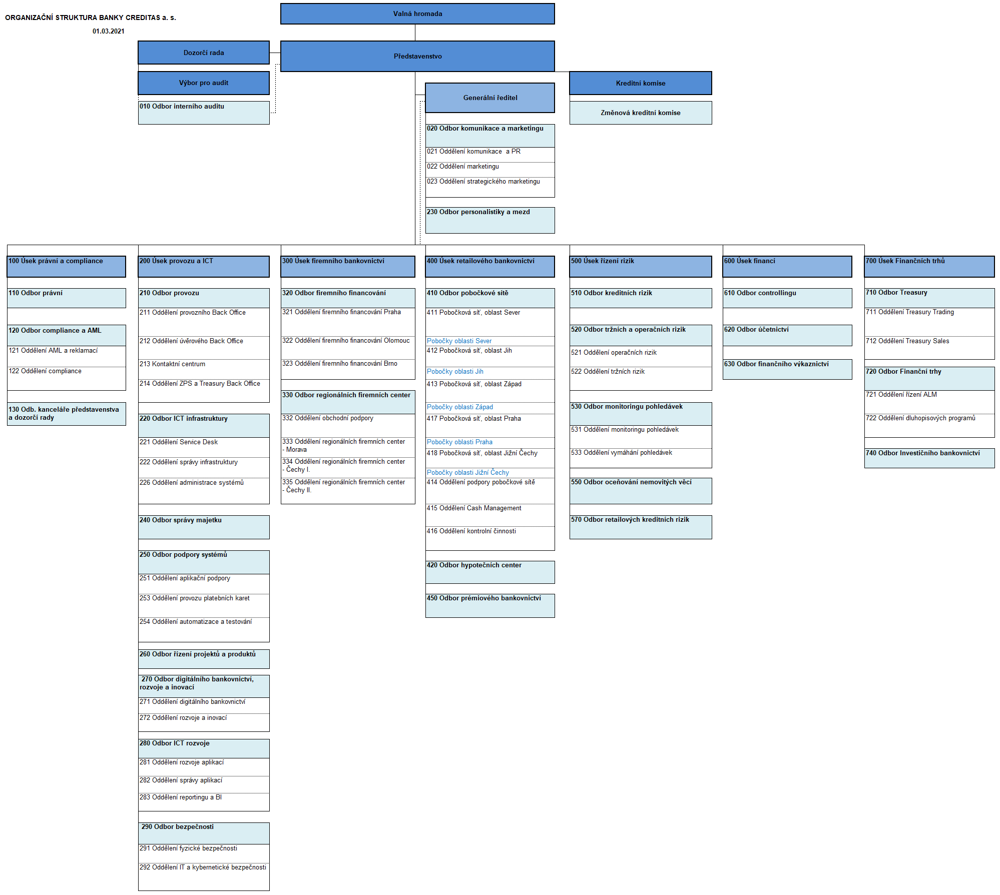 ORGANIZAČNÍ STRUKTURA BANKY CREDITAS a. s.
01.03.2021
Valná hromada
Dozorčí rada
Představenstvo
Výbor pro audit
Kreditní komise
Generální ředitel
010 Odbor interního auditu
Změnová kreditní komise
020 Odbor komunikace a marketingu
021 Oddělení komunikace  a PR
022 Oddělení marketingu
023 Oddělení strategického marketingu
230 Odbor personalistiky a mezd
100 Úsek právní a compliance
110 Odbor právní
120 Odbor compliance a AML
121 Oddělení AML a reklamací
122 Oddělení compliance
130 Odb. kanceláře představenstva
a dozorčí rady
200 Úsek provozu a ICT
210 Odbor provozu
211 Oddělení provozního Back Office
212 Oddělení úvěrového Back Office
213 Kontaktní centrum
214 Oddělení ZPS a Treasury Back Office
220 Odbor ICT infrastruktury
221 Oddělení Service Desk
222 Oddělení správy infrastruktury
226 Oddělení administrace systémů
240 Odbor správy majetku
250 Odbor podpory systémů
251 Oddělení aplikační podpory
253 Oddělení provozu platebních karet
254 Oddělení automatizace a testování
260 Odbor řízení projektů a produktů
270 Odbor digitálního bankovnictví,
rozvoje a inovací
271 Oddělení digitálního bankovnictví
272 Oddělení rozvoje a inovací
280 Odbor ICT rozvoje
281 Oddělení rozvoje aplikací
282 Oddělení správy aplikací
283 Oddělení reportingu a BI
290 Odbor bezpečnosti
291 Oddělení fyzické bezpečnosti
292 Oddělení IT a kybernetické bezpečnosti
300 Úsek firemního bankovnictví
320 Odbor firemního financování
321 Oddělení firemního financování Praha
322 Oddělení firemního financování Olomouc
323 Oddělení firemního financování Brno
330 Odbor regionálních firemních center
332 Oddělení obchodní podpory
333 Oddělení regionálních firemních center
- Morava
334 Oddělení regionálních firemních center
- Čechy I.
335 Oddělení regionálních firemních center
- Čechy II.
400 Úsek retailového bankovnictví
410 Odbor pobočkové sítě
411 Pobočková síť, oblast Sever
Pobočky oblasti Sever
412 Pobočková síť, oblast Jih
Pobočky oblasti Jih
413 Pobočková síť, oblast Západ
Pobočky oblasti Západ
417 Pobočková síť, oblast Praha
Pobočky oblasti Praha
418 Pobočková síť, oblast Jižní Čechy
Pobočky oblasti Jižní Čechy
414 Oddělení podpory pobočkové sítě
415 Oddělení Cash Management
416 Oddělení kontrolní činnosti
420 Odbor hypotečních center
450 Odbor prémiového bankovnictví
500 Úsek řízení rizik
510 Odbor kreditních rizik
520 Odbor tržních a operačních rizik
521 Oddělení operačních rizik
522 Oddělení tržních rizik
530 Odbor monitoringu pohledávek
531 Oddělení monitoringu pohledávek
533 Oddělení vymáhání pohledávek
550 Odbor oceňování nemovitých věcí
570 Odbor retailových kreditních rizik
600 Úsek financí
610 Odbor controllingu
620 Odbor účetnictví
630 Odbor finančního výkaznictví
700 Úsek Finančních trhů
710 Odbor Treasury
711 Oddělení Treasury Trading
712 Oddělení Treasury Sales
720 Odbor Finanční trhy
721 Oddělení řízení ALM
722 Oddělení dluhopisových programů
740 Odbor Investičního bankovnictví